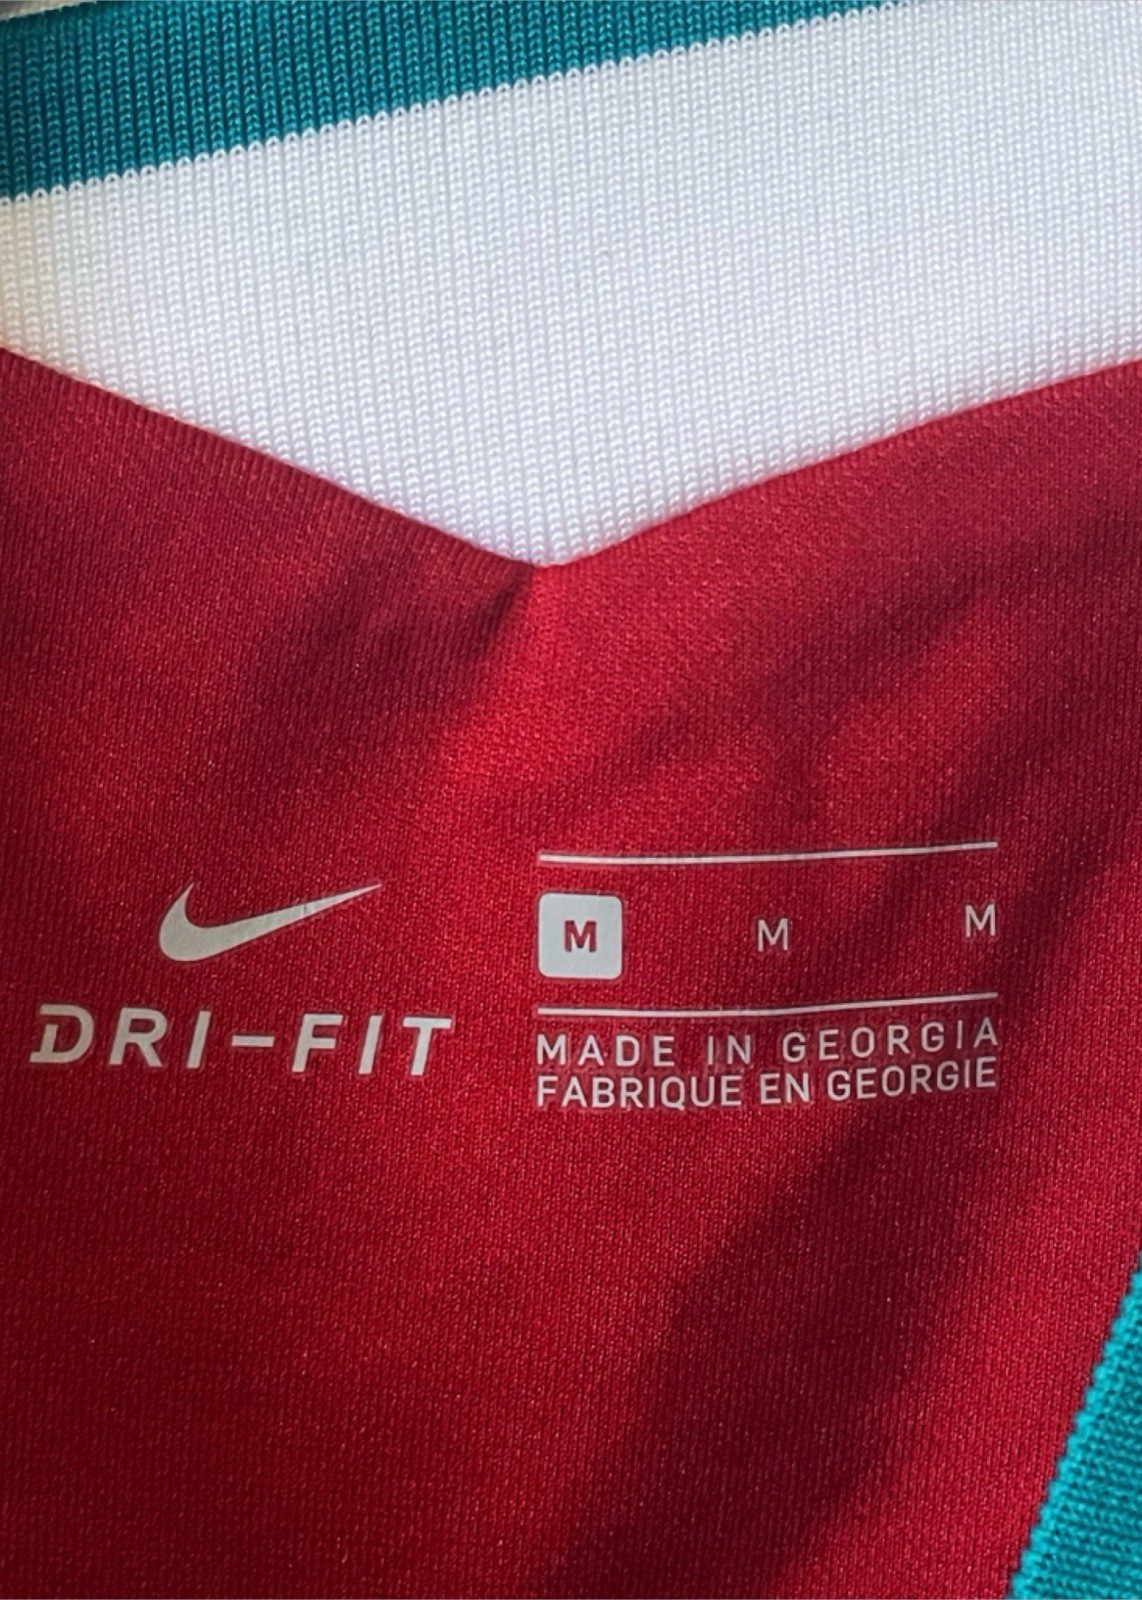 DRI-FIT
M M M
MADE IN GEORGIA
FABRIQUE EN GEORGIE